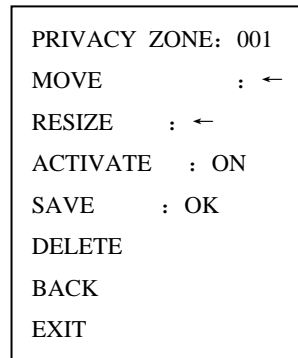 PRIVACY ZONE：001
MOVE ：←
RESIZE ：←
ACTIVATE ：ON
SAVE ：OK
DELETE
BACK
EXIT